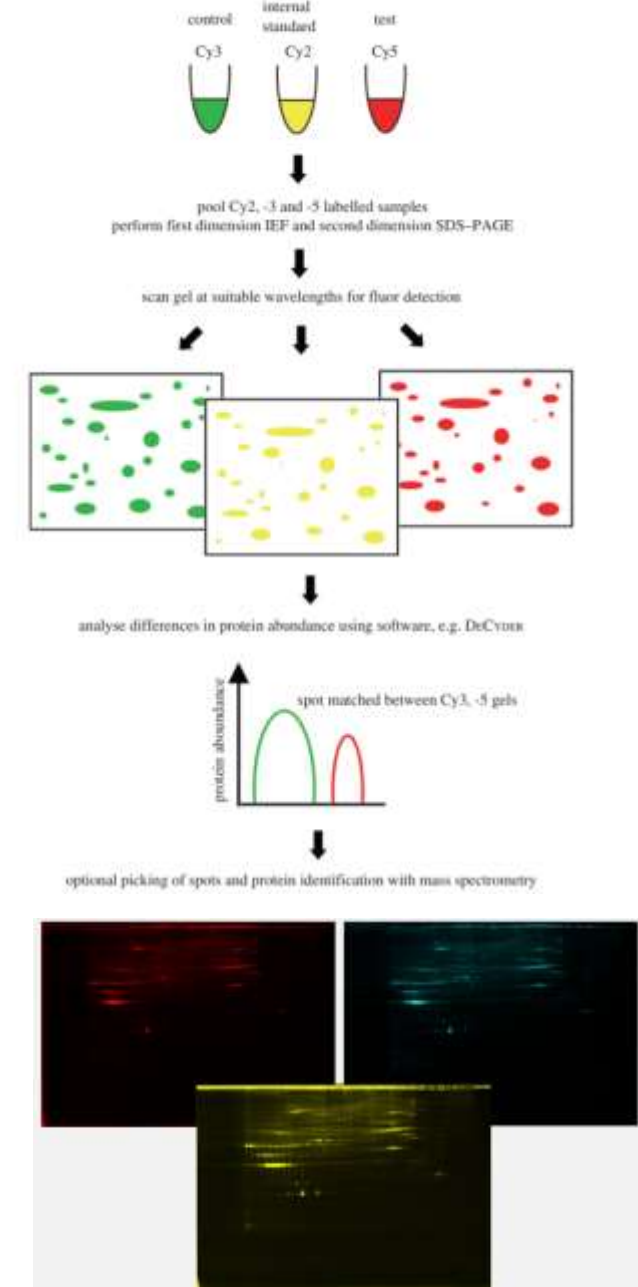 control
internal
standard
test
Cy3
Cy2
Cy5
pool Cy2, -3 and -5 labelled samples
perform first dimension IEF and second dimension SDS–PAGE
scan gel at suitable wavelengths for fluor detection
analyse differences in protein abundance using software, e.g. DeCyder
protein aboundance
spot matched between Cy3, -5 gels
optional picking of spots and protein identification with mass spectrometry